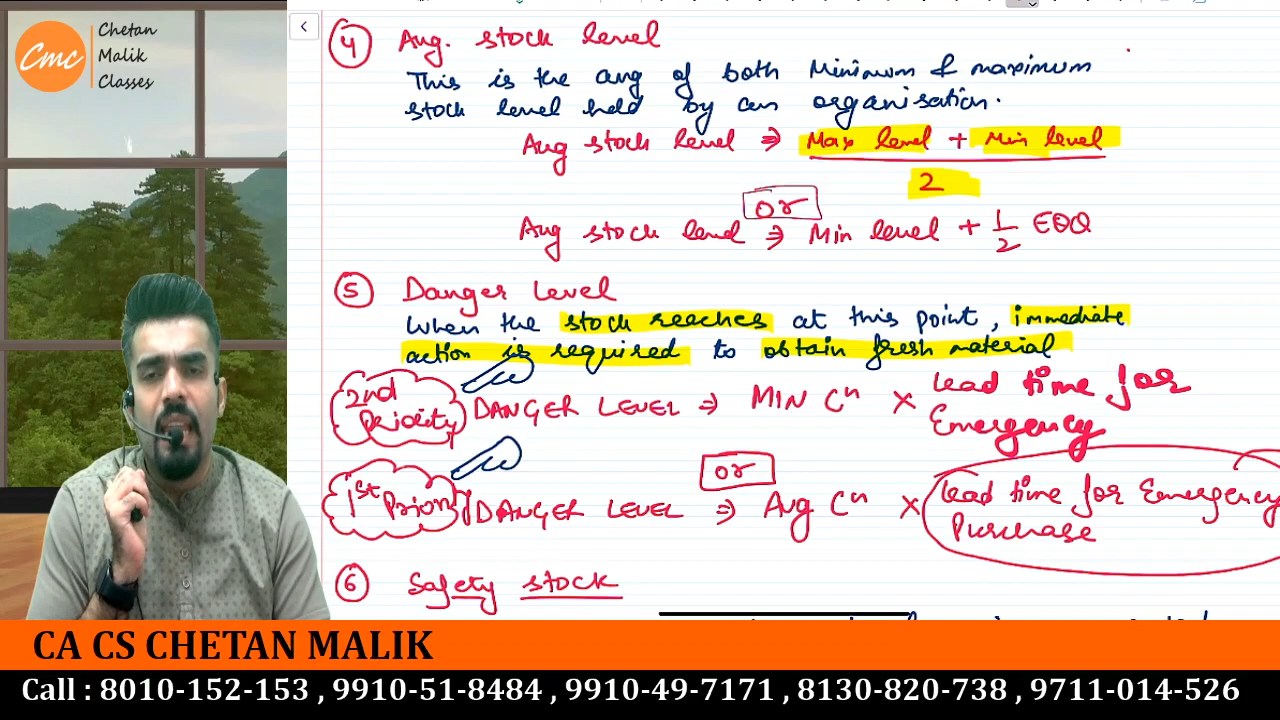 Cmc
Chetan
Malik
Classes
4 Avg. stock level
This is the avg of both Minimum & maximum
stock level held by an organisation.
Avg stock level ⇒ Max level + Min level
2
or
Avg stock level ⇒ Min level + 1/2 EOQ
5 Danger Level
When the stock reaches at this point, immediate
action is required to obtain fresh material
2nd Priority DANGER LEVEL ⇒ MIN Cⁿ × lead time for
Emergency
or
1st Priority DANGER LEVEL ⇒ Avg Cⁿ × lead time for Emergency
Purchase
6 Safety stock
CA CS CHETAN MALIK
Call : 8010-152-153 , 9910-51-8484 , 9910-49-7171 , 8130-820-738 , 9711-014-526